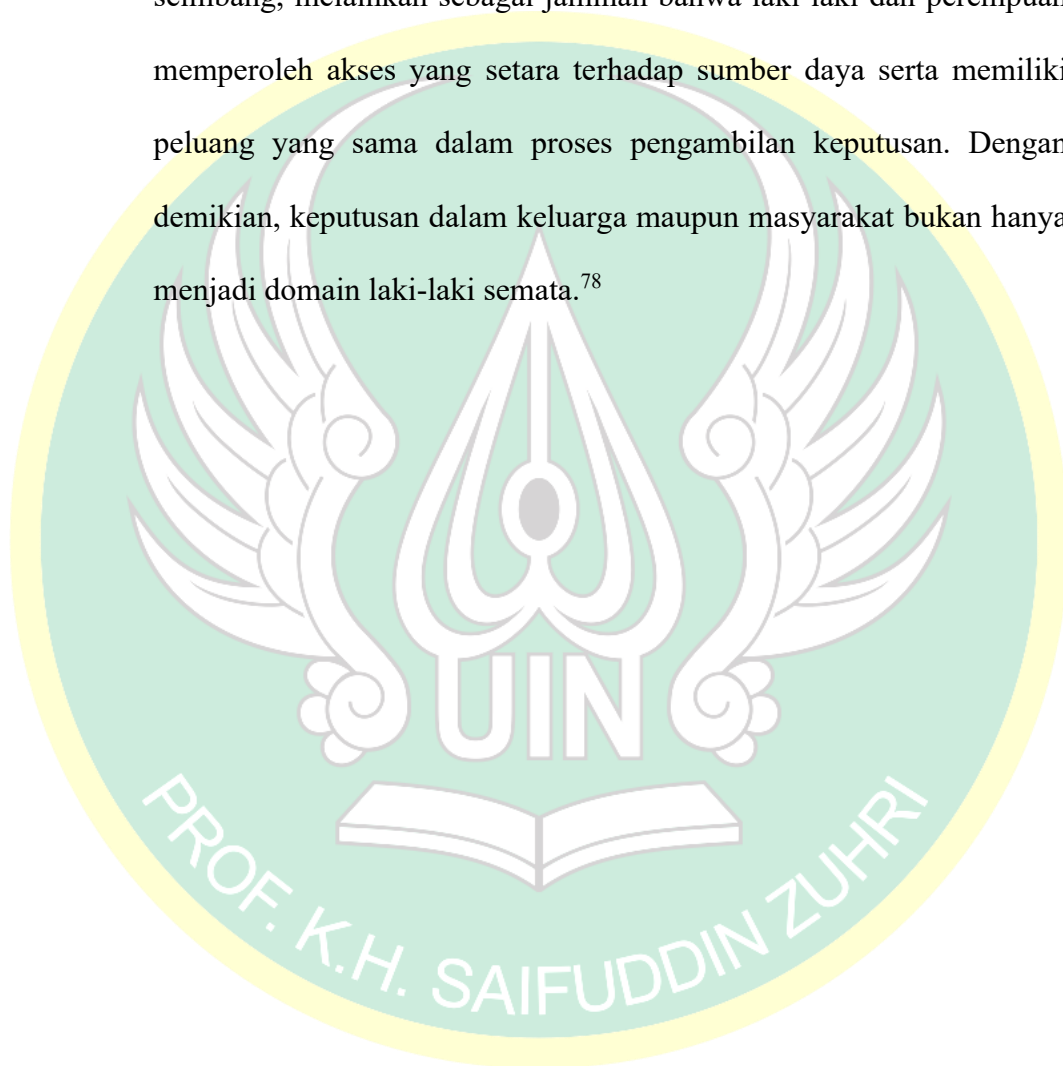 memperoleh akses yang setara terhadap sumber daya serta memiliki
peluang yang sama dalam proses pengambilan keputusan. Dengan
demikian, keputusan dalam keluarga maupun masyarakat bukan hanya
menjadi domain laki-laki semata.78
UIN
PROF. K.H. SAIFUDDIN ZUHRI